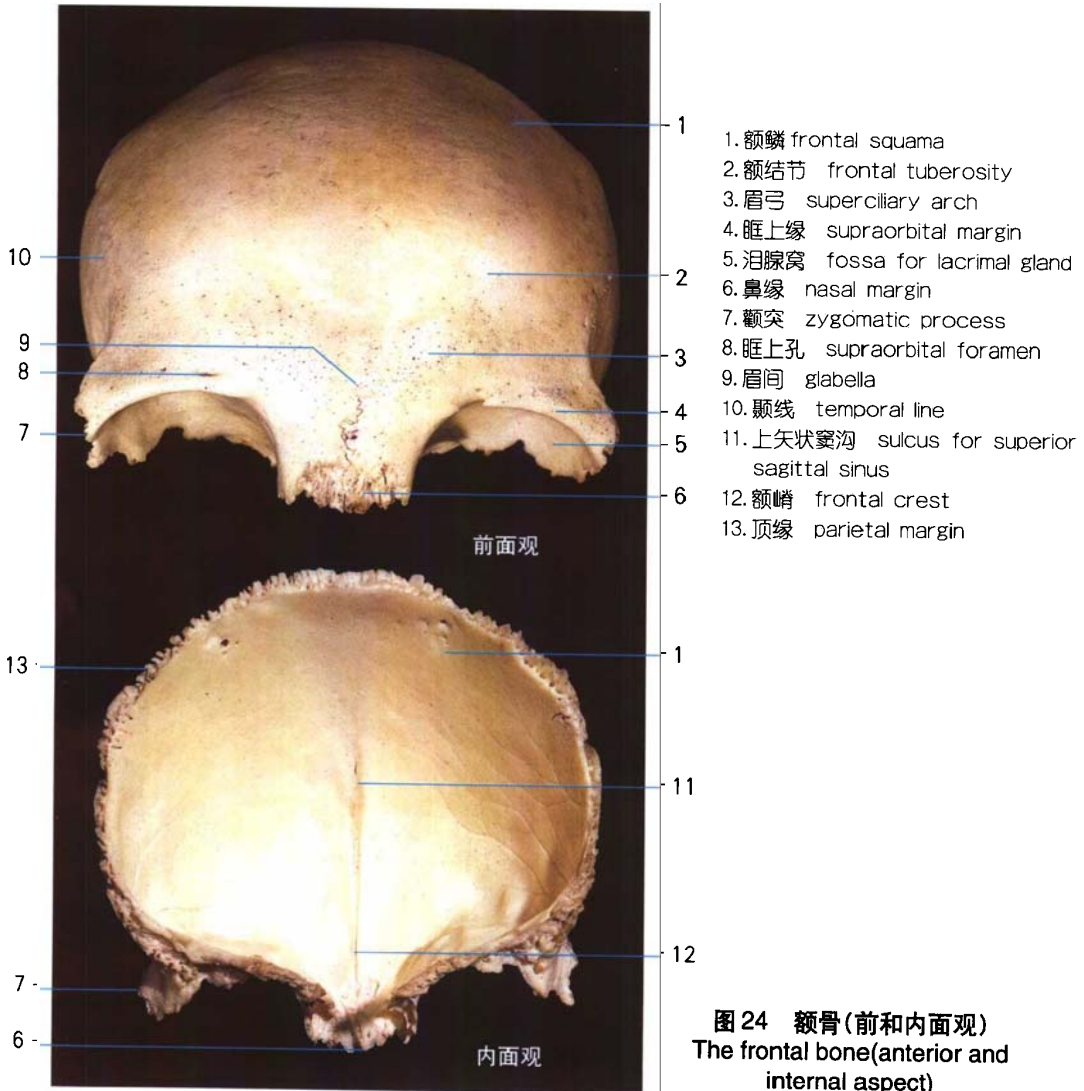 1
10
2
9
3
8
4
7
5
6
前面观
13
1
11
12
7
6
内面观
1.额鳞 frontal squama
2.额结节 frontal tuberosity
3.眉弓 superciliary arch
4.眶上缘 supraorbital margin
5.泪腺窝 fossa for lacrimal gland
6.鼻缘 nasal margin
7.颧突 zygomatic process
8.眶上孔 supraorbital foramen
9.眉间 glabella
10.颞线 temporal line
11.上矢状窦沟 sulcus for superior
sagittal sinus
12.额嵴 frontal crest
13.顶缘 parietal margin
图24 额骨(前和内面观)
The frontal bone(anterior and
internal aspect)